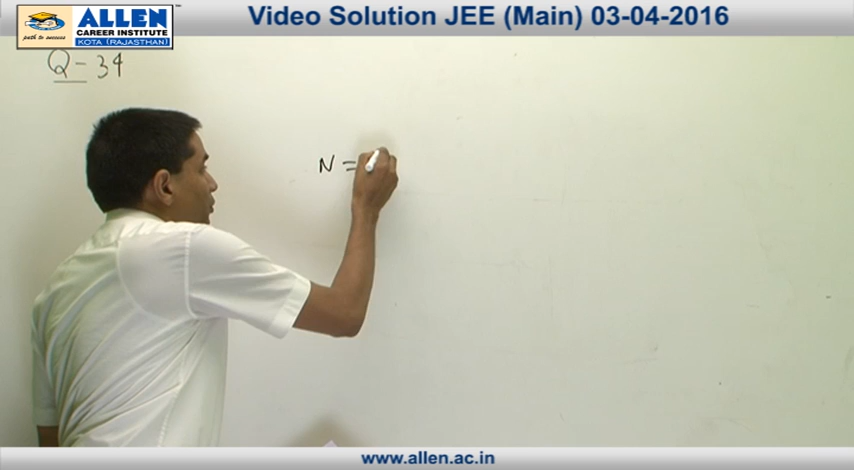 ALLEN
CAREER INSTITUTE
KOTA (RAJASTHAN)
path to success
Video Solution JEE (Main) 03-04-2016
Q - 34
N =
www.allen.ac.in